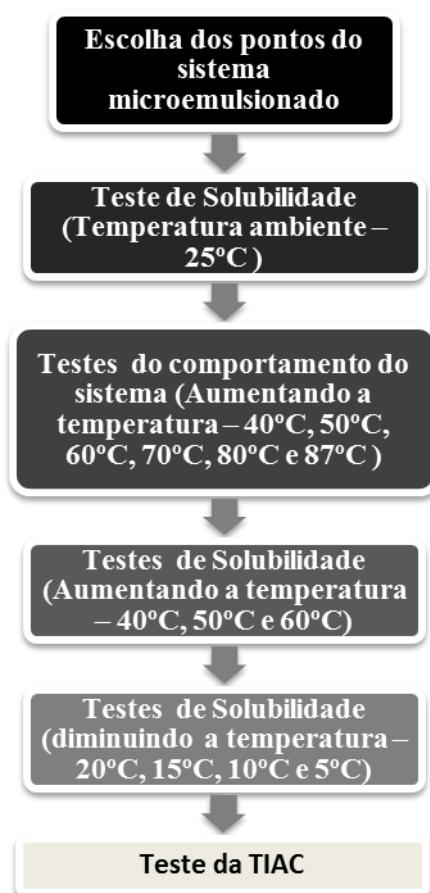 Escolha dos pontos do
sistema
microemulsionado
Teste de Solubilidade
(Temperatura ambiente –
25ºC )
Testes do comportamento do
sistema (Aumentando a
temperatura – 40ºC, 50ºC,
60ºC, 70ºC, 80ºC e 87ºC )
Testes de Solubilidade
(Aumentando a temperatura
– 40ºC, 50ºC e 60ºC)
Testes de Solubilidade
(diminuindo a temperatura –
20ºC, 15ºC, 10ºC e 5ºC)
Teste da TIAC